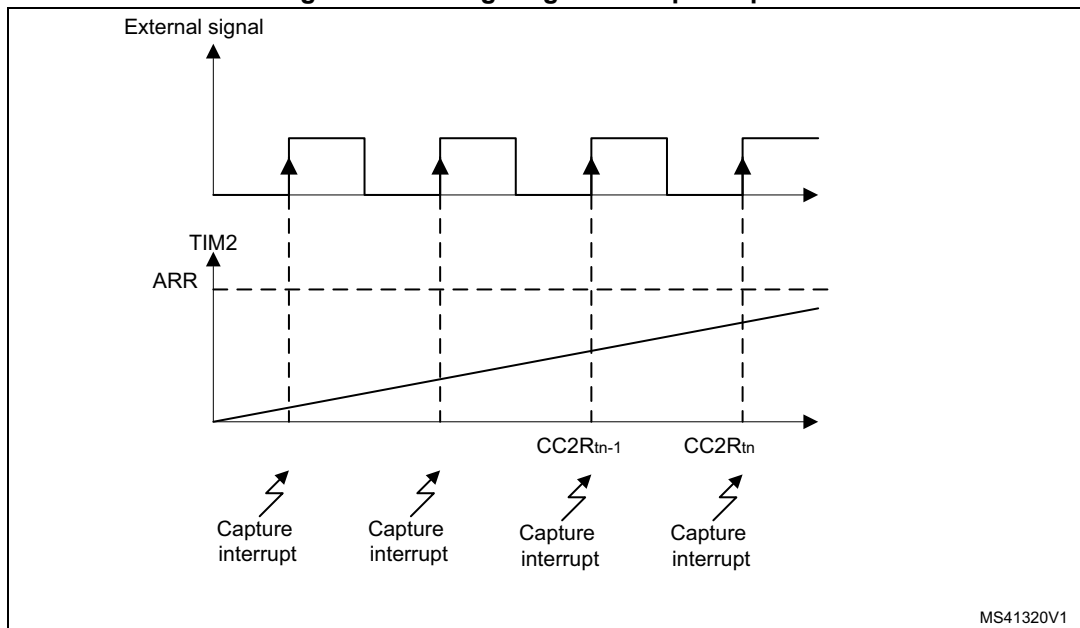 External signal
TIM2
ARR
CC2Rtn-1
CC2Rtn
Capture
interrupt
Capture
interrupt
Capture
interrupt
Capture
interrupt
MS41320V1